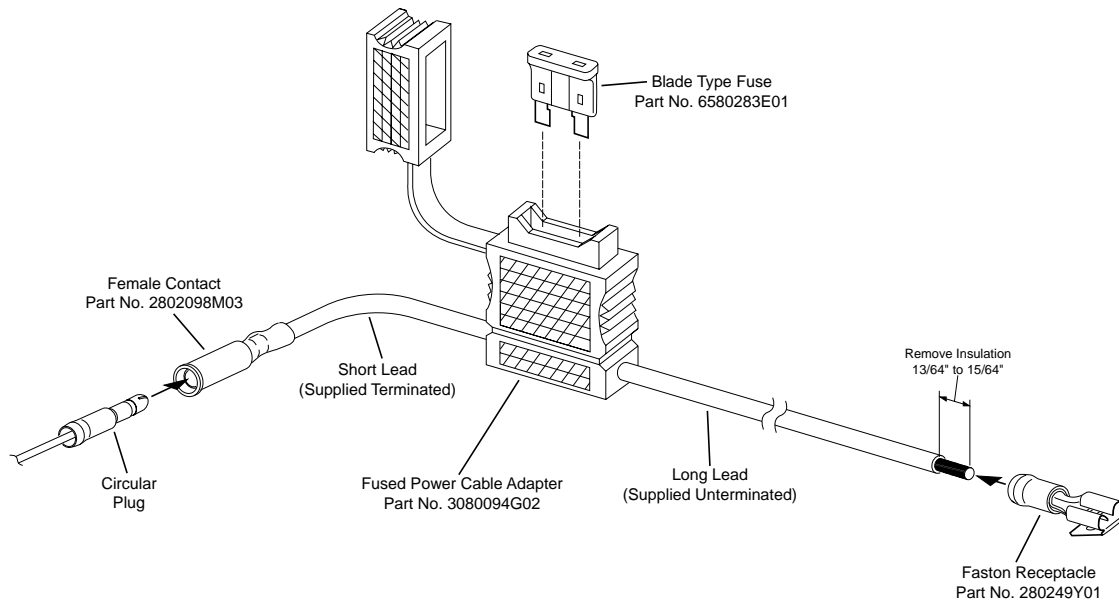 Blade Type Fuse
Part No. 6580283E01
Female Contact
Part No. 2802098M03
Short Lead
(Supplied Terminated)
Remove Insulation
13/64" to 15/64"
Circular
Plug
Fused Power Cable Adapter
Part No. 3080094G02
Long Lead
(Supplied Unterminated)
Faston Receptacle
Part No. 280249Y01